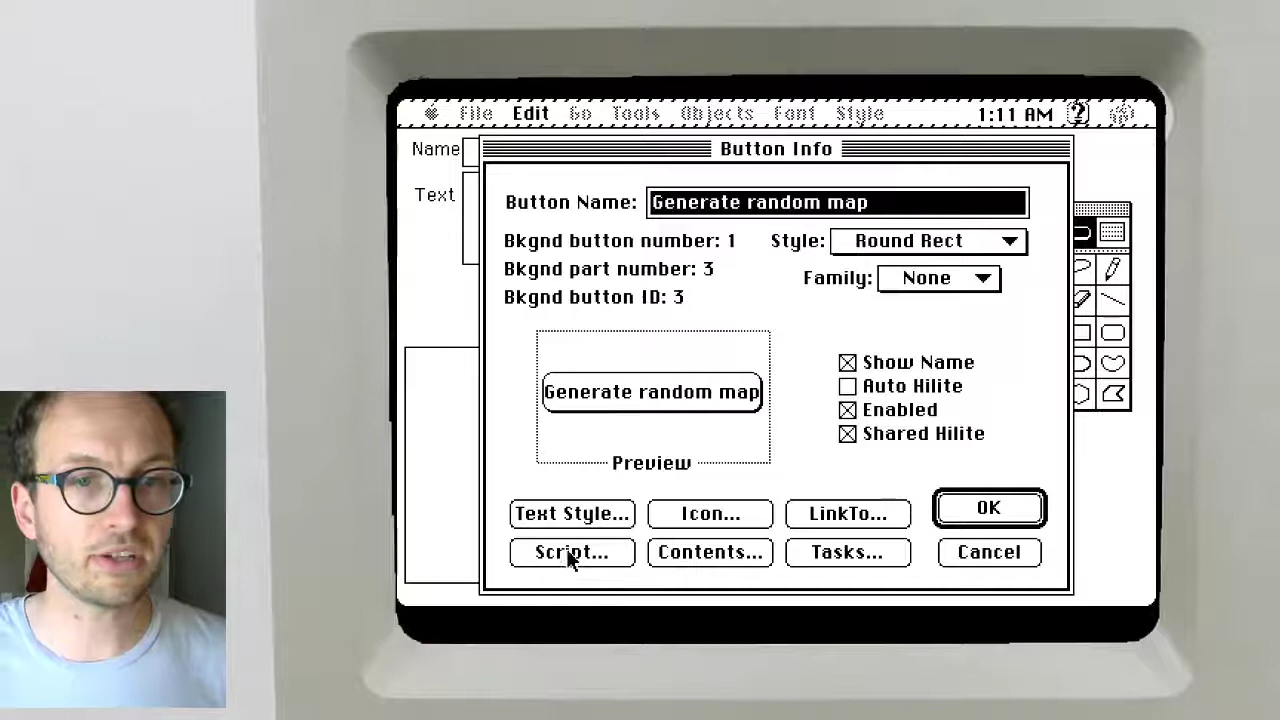 File Edit Go Tools Objects Font Style 1:11 AM
Name
Button Info
Text
Button Name: Generate random map
Bkgnd button number: 1 Style: Round Rect
Bkgnd part number: 3 Family: None
Bkgnd button ID: 3
Show Name
Auto Hilite
Generate random map
Enabled
Shared Hilite
Preview
Text Style... Icon... LinkTo... OK
Script... Contents... Tasks... Cancel